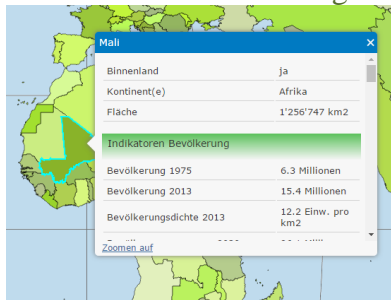 Mali
Binnenland ja
Kontinent(e) Afrika
Fläche 1'256'747 km2
Indikatoren Bevölkerung
Bevölkerung 1975 6.3 Millionen
Bevölkerung 2013 15.4 Millionen
Bevölkerungsdichte 2013 12.2 Einw. pro km2
Zoomen auf